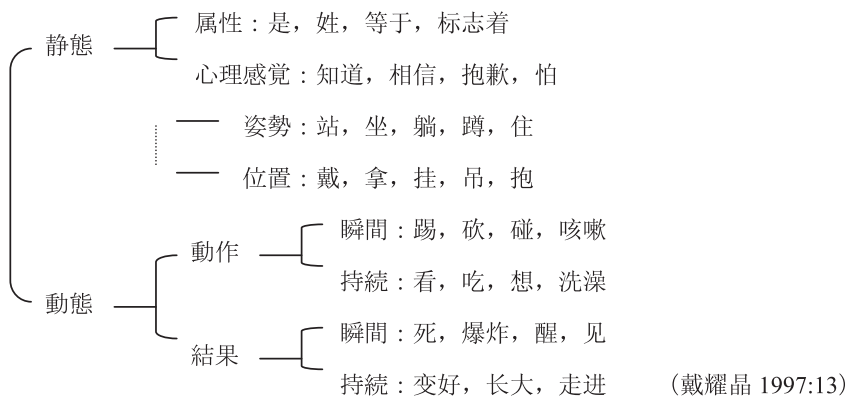 属性：是，姓，等于，标志着
静態
心理感覚：知道，相信，抱歉，怕
姿勢：站，坐，躺，蹲，住
位置：戴，拿，挂，吊，抱
瞬間：踢，砍，碰，咳嗽
動作
持続：看，吃，想，洗澡
動態
瞬間：死，爆炸，醒，见
結果
持続：变好，长大，走进 （戴耀晶 1997:13）